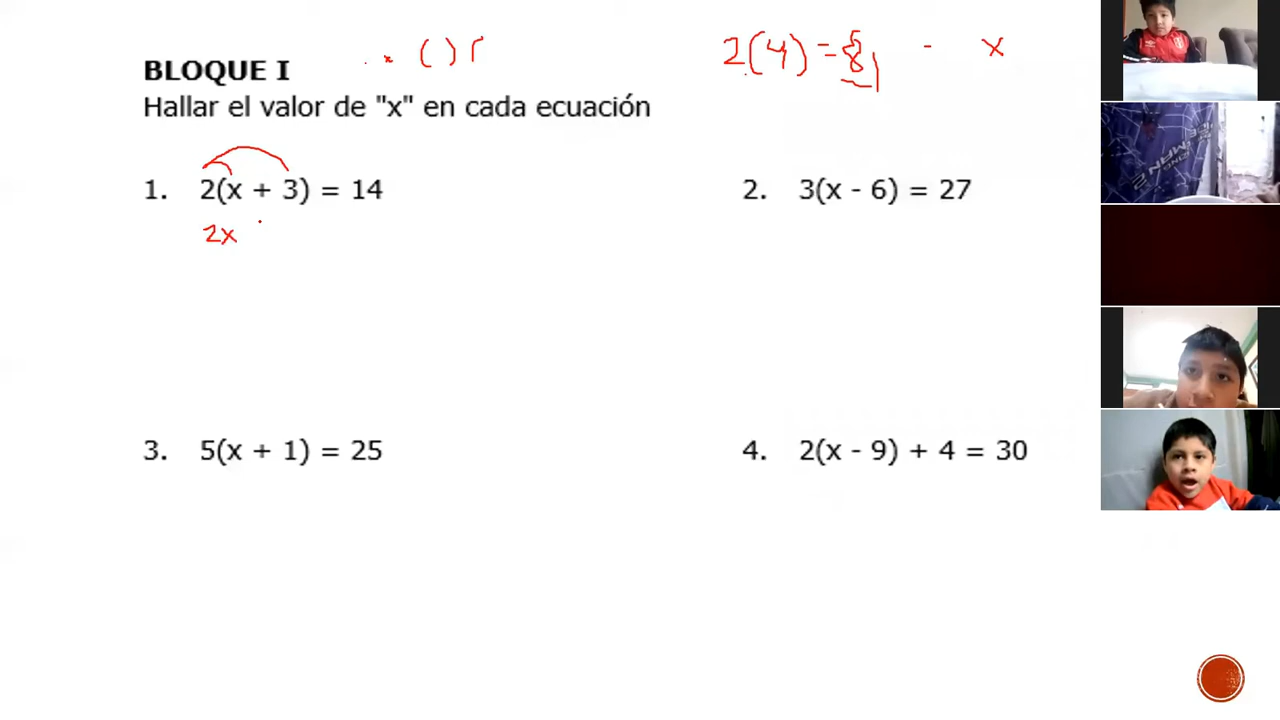 . × ( ) (
2(4) = 8 - x
BLOQUE I
Hallar el valor de "x" en cada ecuación
1. 2(x + 3) = 14
2x
2. 3(x - 6) = 27
3. 5(x + 1) = 25
4. 2(x - 9) + 4 = 30